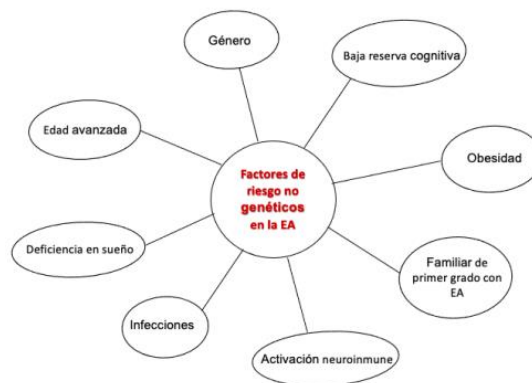 Género
Baja reserva cognitiva
Edad avanzada
Obesidad
Factores de
riesgo no
genéticos
en la EA
Deficiencia en sueño
Familiar de
primer grado con
EA
Infecciones
Activación neuroinmune